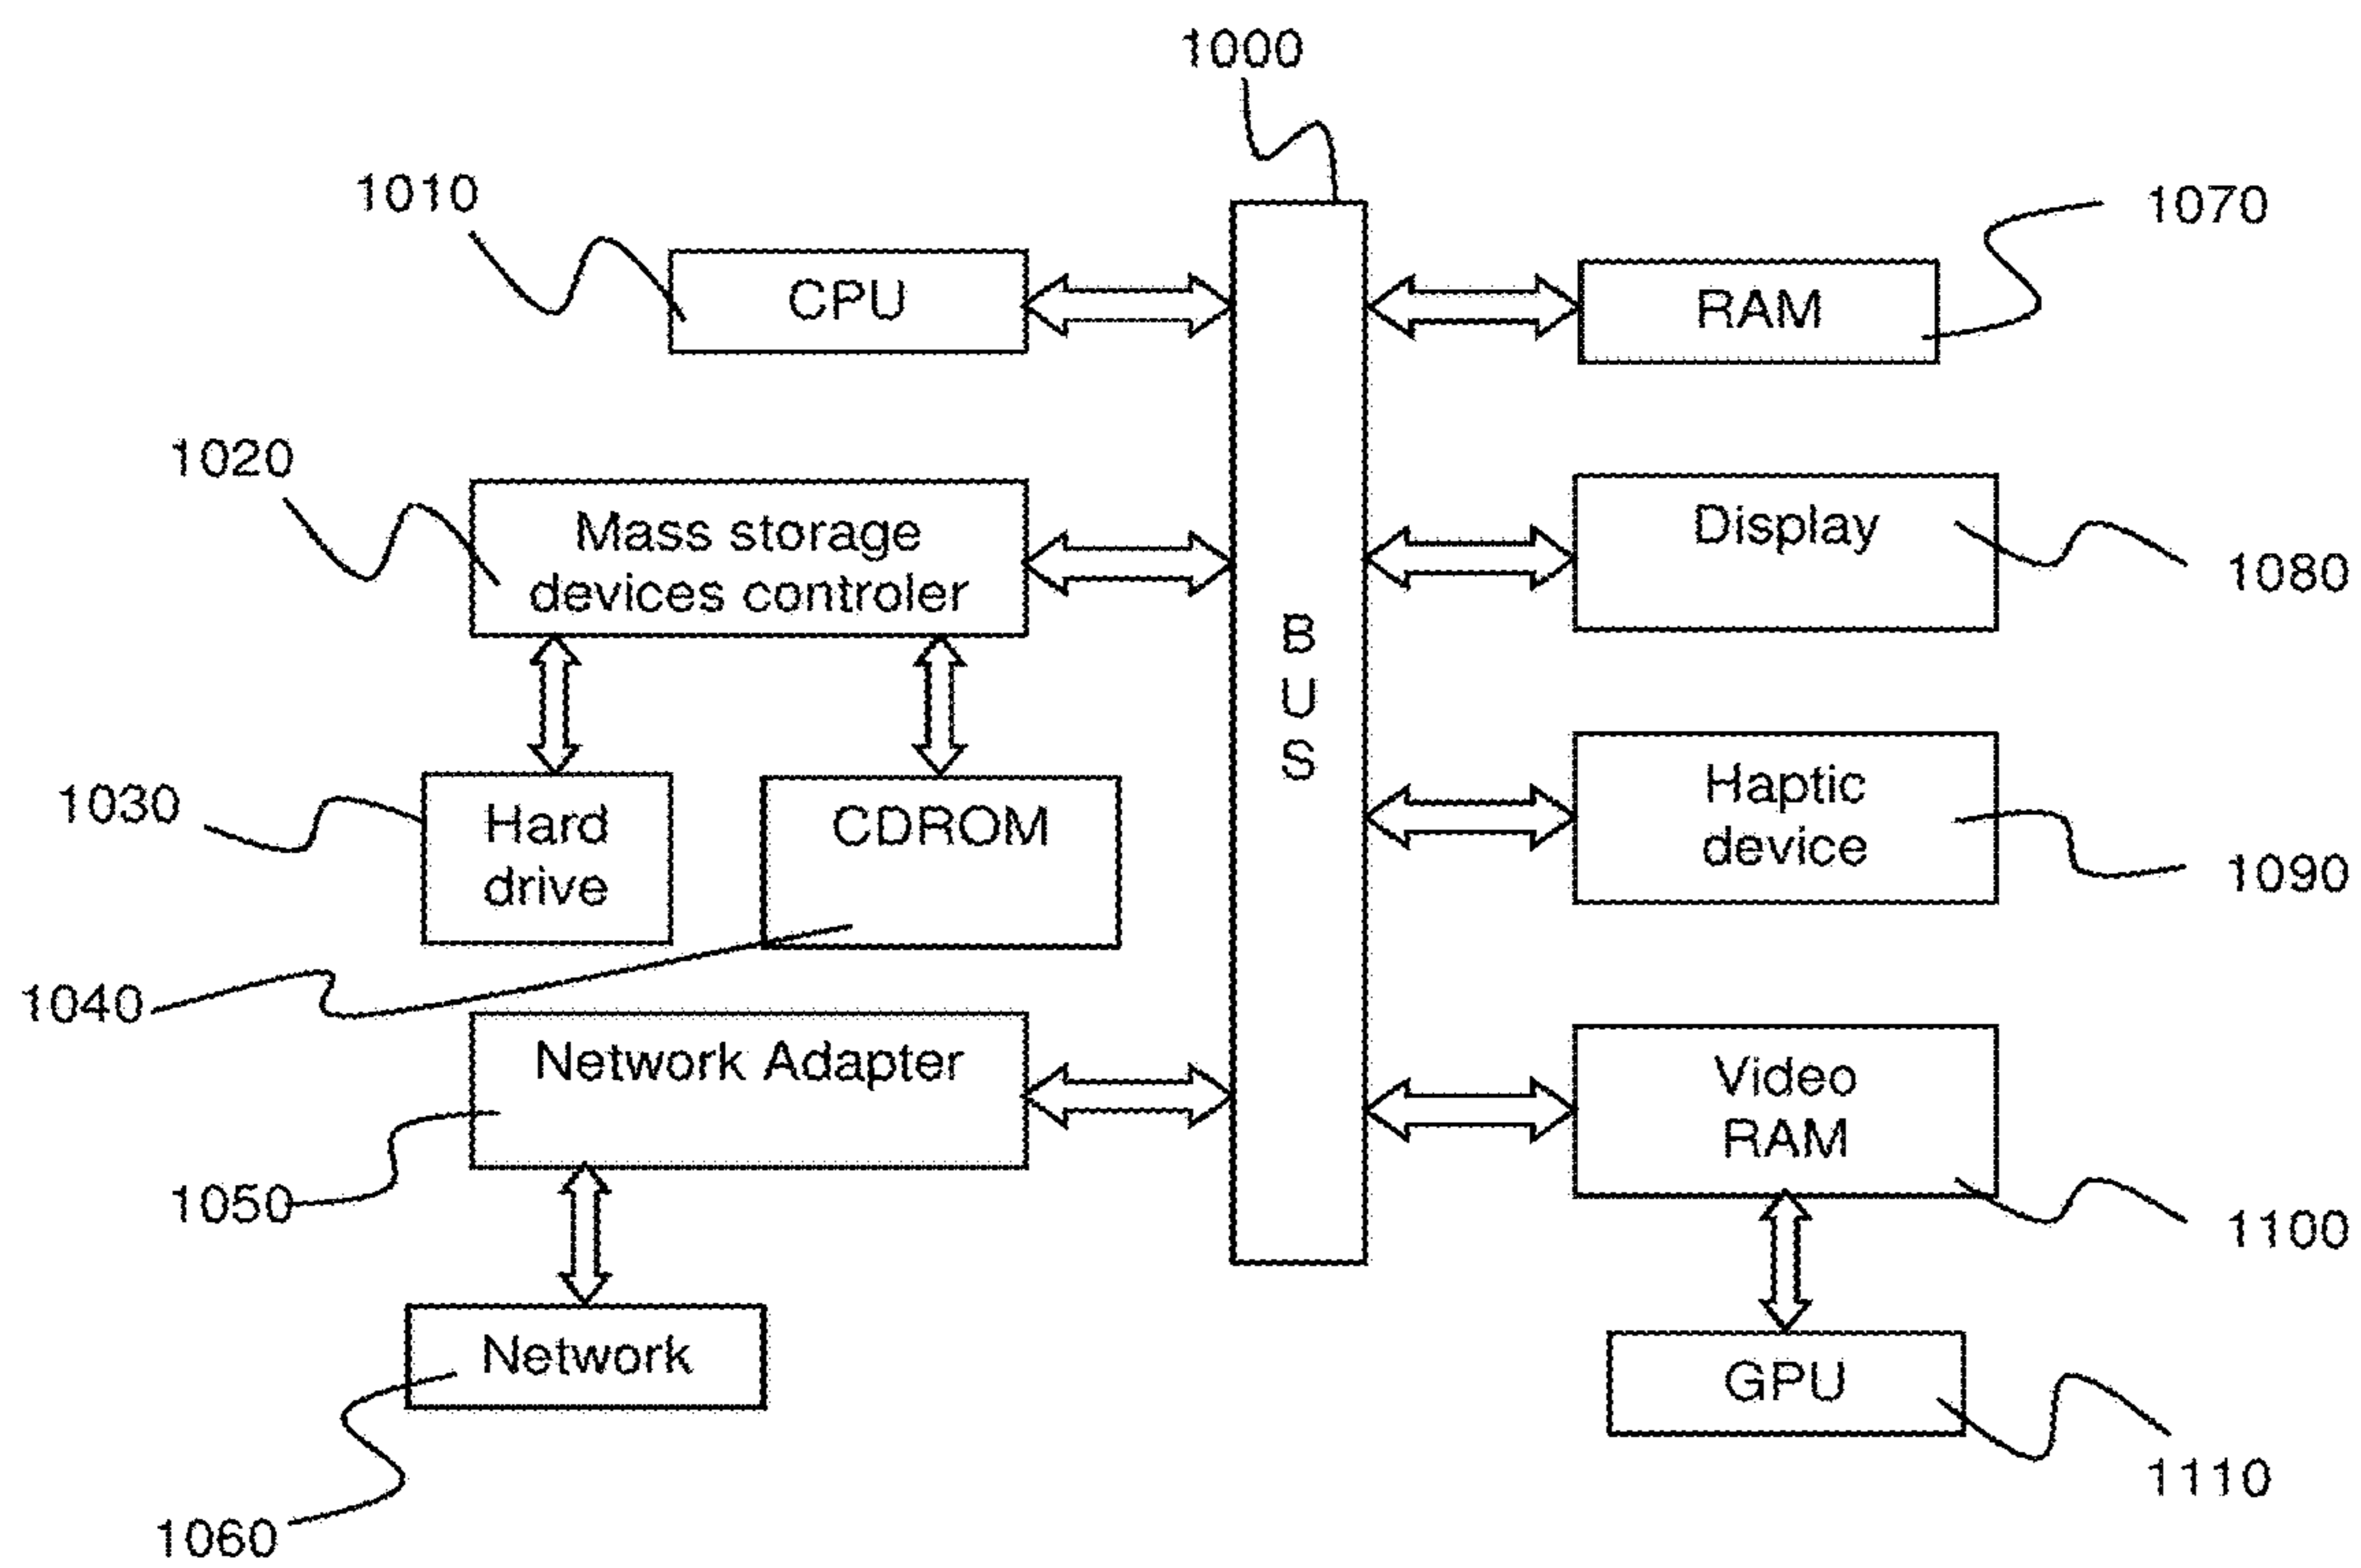 1000
1010
CPU
RAM
1070
1020
Mass storage
devices controler
Display
1080
B
U
S
1030
Hard
drive
CDROM
Haptic
device
1090
1040
Network Adapter
1050
Video
RAM
1100
Network
1060
GPU
1110